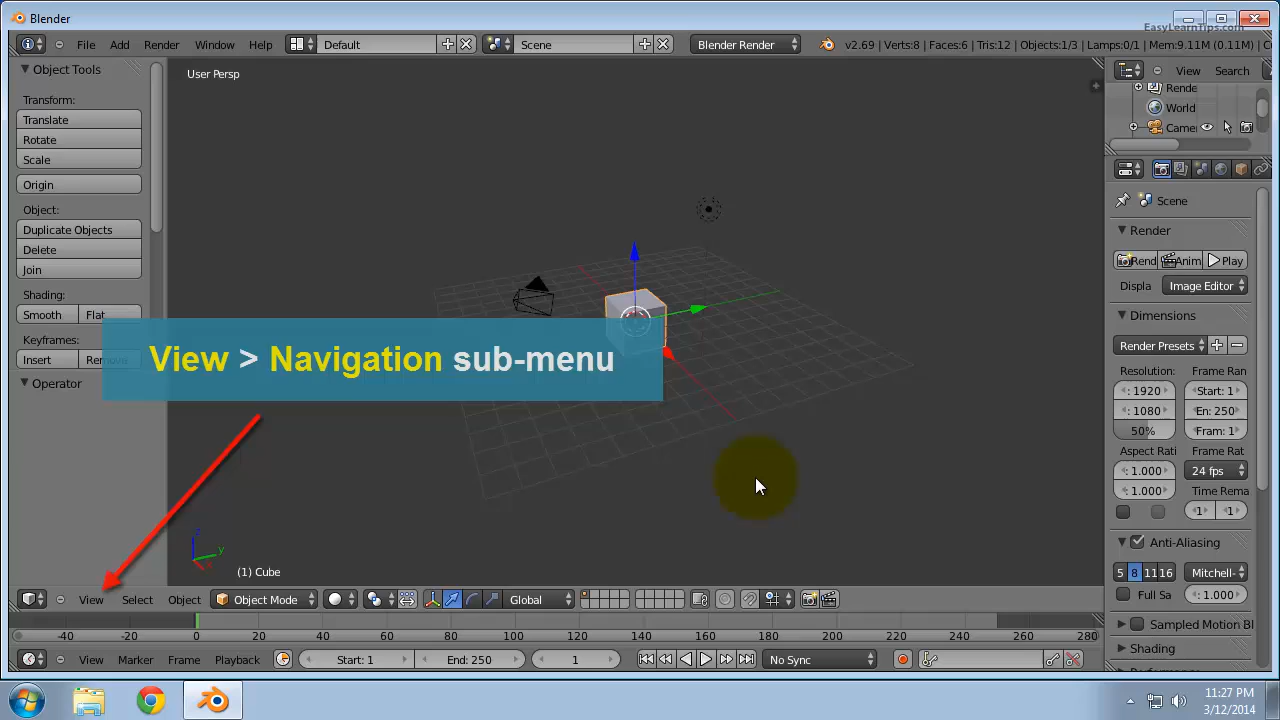 Blender
EasyLearnTips.com
File Add Render Window Help Default Scene Blender Render v2.69 | Verts:8 | Faces:6 | Tris:12 | Objects:1/3 | Lamps:0/1 | Mem:9.11M (0.11M) |
View Search
Object Tools
User Persp
Rende
World
Came
Transform:
Translate
Rotate
Scale
Origin
Object:
Duplicate Objects
Delete
Join
Shading:
Smooth Flat
Keyframes:
Insert Remov
Operator
View > Navigation sub-menu
z
y
x
(1) Cube
Scene
Render
Rend Anim Play
Displa Image Editor
Dimensions
Render Presets
Resolution: Frame Ran
: 1920 Start: 1
: 1080 En: 250
50% Fram: 1
Aspect Rati Frame Rat
: 1.000 24 fps
: 1.000 Time Rema
1 1
Anti-Aliasing
5 8 11 16 Mitchell-
Full Sa : 1.000
Sampled Motion Bl
Shading
View Select Object Object Mode Global
-40 -20 0 20 40 60 80 100 120 140 160 180 200 220 240 260 280
View Marker Frame Playback Start: 1 End: 250 1 No Sync
11:27 PM
3/12/2014